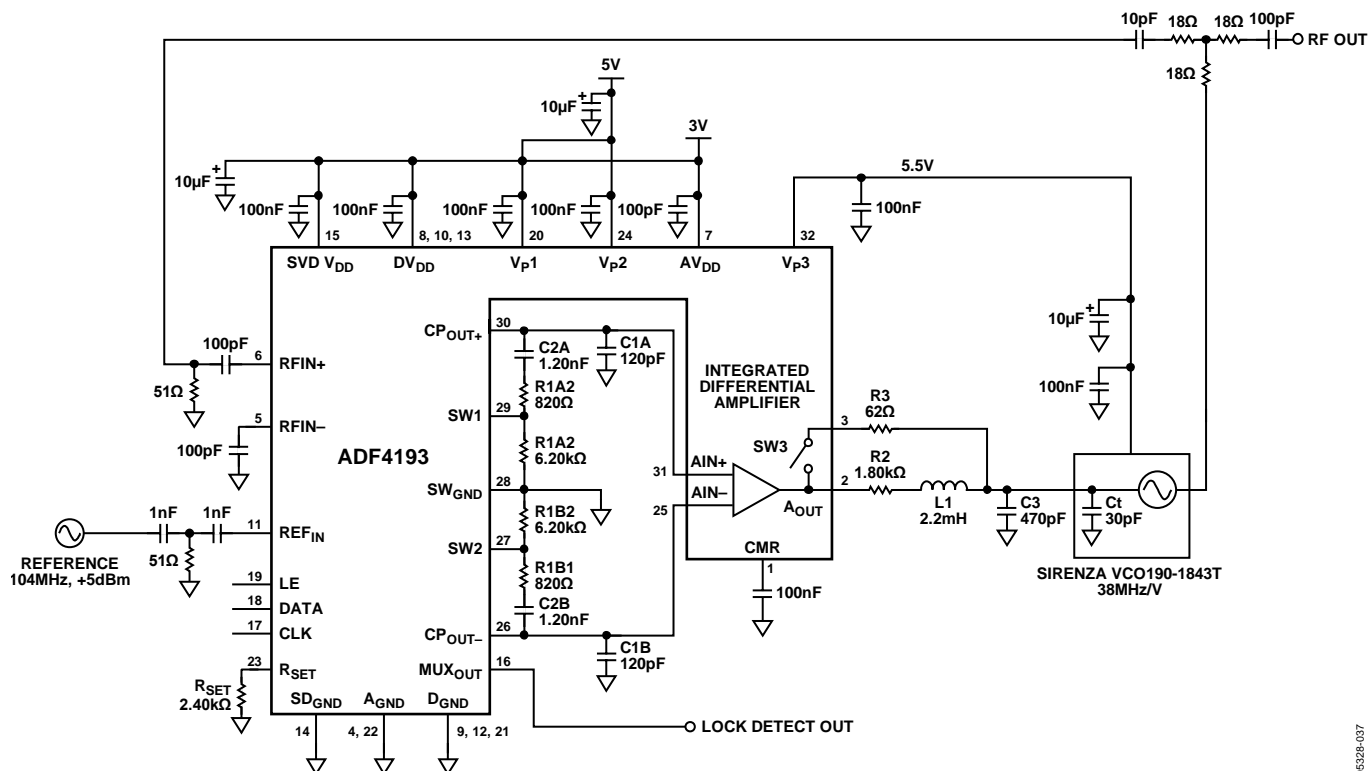 10pF 18Ω 18Ω 100pF
RF OUT
18Ω
5V
10µF +
3V
10µF +
5.5V
100nF 100nF 100nF 100nF 100pF 100nF
15 8, 10, 13 20 24 7 32
SVD VDD DVDD VP1 VP2 AVDD VP3
10µF +
100nF
100pF
6 RFIN+
51Ω
5 RFIN–
100pF
ADF4193
1nF 1nF
11 REFIN
REFERENCE
104MHz, +5dBm
51Ω
19 LE
18 DATA
17 CLK
23 RSET
RSET
2.40kΩ
SDGND AGND DGND
14 4, 22 9, 12, 21
CPOUT+ 30
C2A
1.20nF
C1A
120pF
R1A2
820Ω
SW1 29
R1A2
6.20kΩ
SWGND 28
R1B2
6.20kΩ
SW2 27
R1B1
820Ω
C2B
1.20nF
CPOUT– 26
C1B
120pF
MUXOUT 16
LOCK DETECT OUT
INTEGRATED
DIFFERENTIAL
AMPLIFIER
31 AIN+
AIN–
25
SW3
AOUT
CMR
1
100nF
3 R3
62Ω
2 R2
1.80kΩ
L1
2.2mH
C3
470pF
Ct
30pF
SIRENZA VCO190-1843T
38MHz/V
05328-037